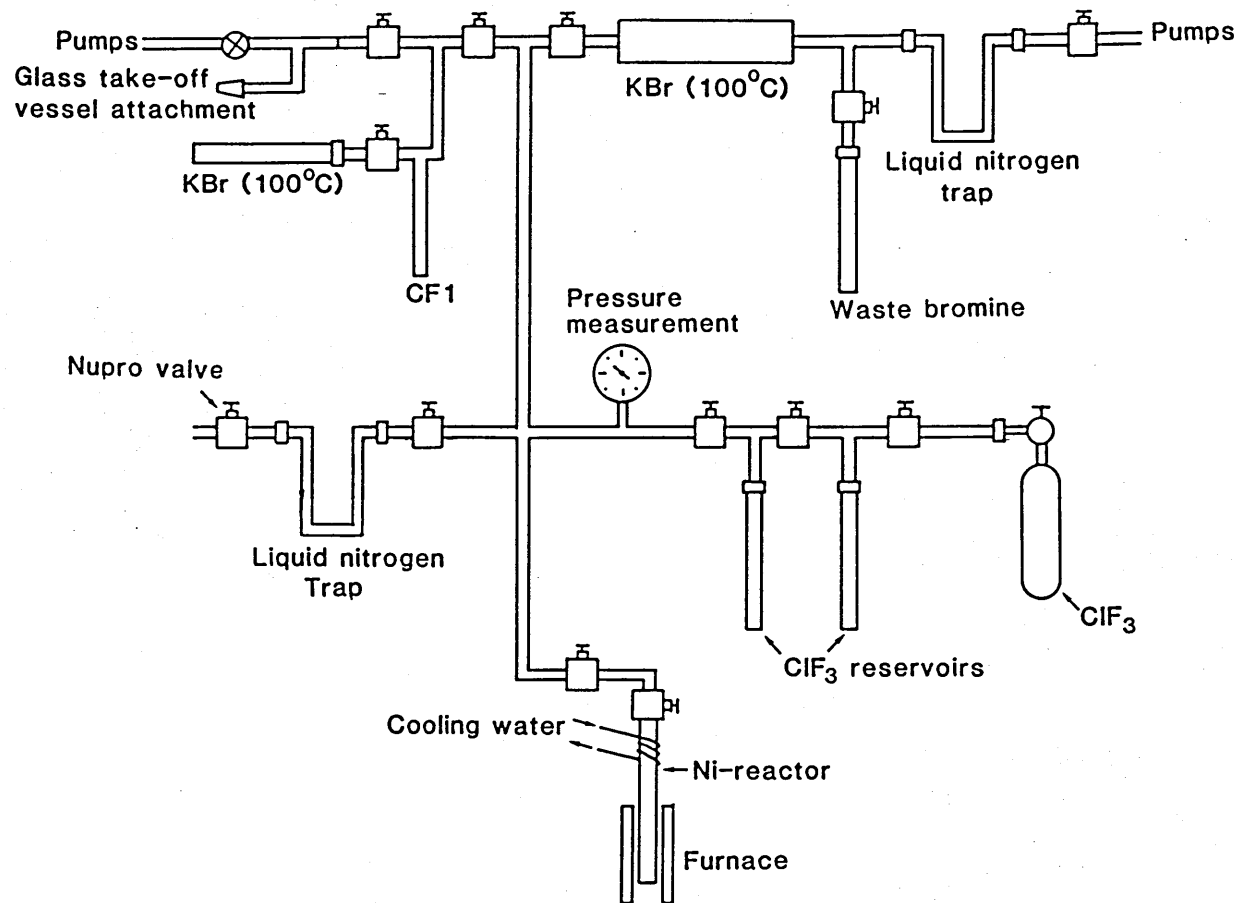 Pumps
Glass take-off
vessel attachment
KBr (100°C)
CF1
KBr (100°C)
Pumps
Liquid nitrogen
trap
Waste bromine
Pressure
measurement
Nupro valve
Liquid nitrogen
Trap
ClF₃ reservoirs
ClF₃
Cooling water
Ni-reactor
Furnace